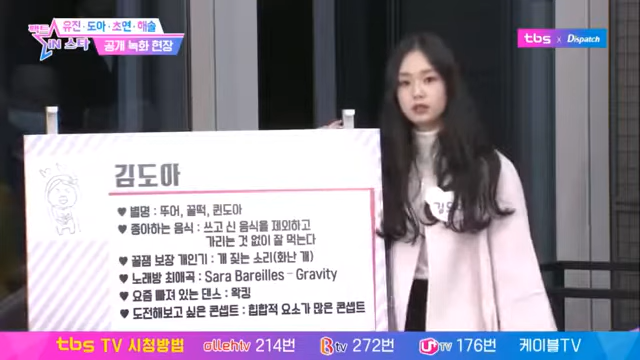 팩트 IN 스타
유진·도아·초연·해솔
공개 녹화 현장
tbs x Dispatch
김도아
♥ 별명 : 뚜어, 꿀떡, 퀸도아
♥ 좋아하는 음식 : 쓰고 신 음식을 제외하고
가리는 것 없이 잘 먹는다
♥ 꿀잼 보장 개인기 : 개 짖는 소리(화난 개)
♥ 노래방 최애곡 : Sara Bareilles - Gravity
♥ 요즘 빠져 있는 댄스 : 왁킹
♥ 도전해보고 싶은 콘셉트 : 힙합적 요소가 많은 콘셉트
tbs TV 시청방법 olleh tv 214번 B tv 272번 U TV 176번 케이블TV